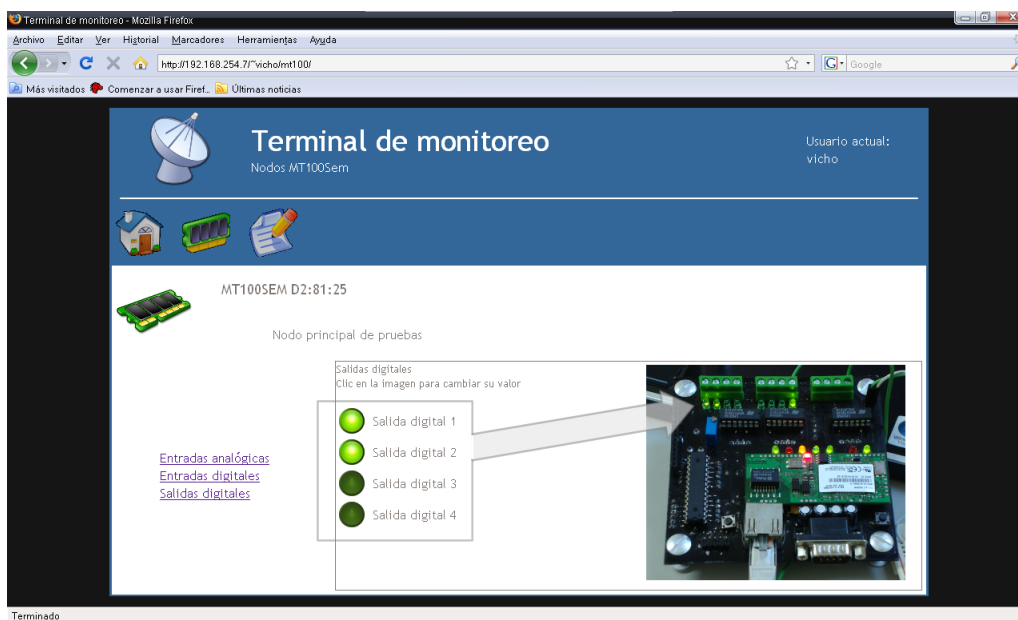 Terminal de monitoreo - Mozilla Firefox
Archivo Editar Ver Historial Marcadores Herramientas Ayuda
http://192.168.254.7/~vicho/mt100/
Google
Más visitados Comenzar a usar Firef... Últimas noticias
Terminal de monitoreo
Nodos MT100Sem
Usuario actual:
vicho
MT100SEM D2:81:25
Nodo principal de pruebas
Salidas digitales
Clic en la imagen para cambiar su valor
Salida digital 1
Salida digital 2
Salida digital 3
Salida digital 4
Entradas analógicas
Entradas digitales
Salidas digitales
Terminado